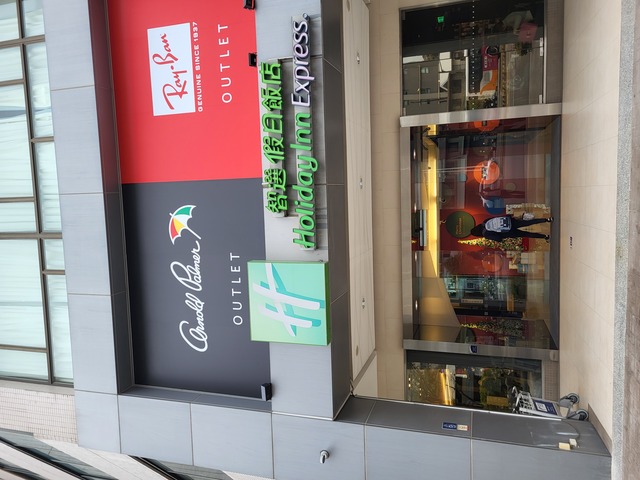 Arnold Palmer
OUTLET
Ray-Ban
GENUINE SINCE 1937
OUTLET
H
智選假日飯店
Holiday Inn Express